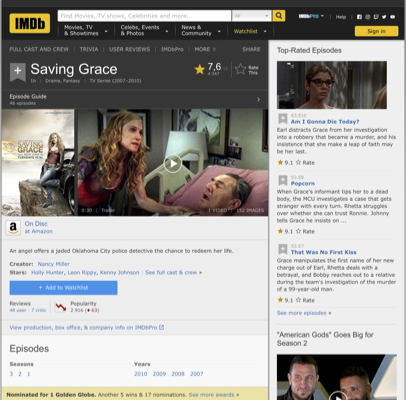 IMDb
Find Movies, TV shows, Celebrities and more...
All
IMDbPro
Help
Movies, TV
& Showtimes
Celebs, Events
& Photos
News &
Community
Watchlist
Sign in
FULL CAST AND CREW | TRIVIA | USER REVIEWS | IMDbPro | MORE
SHARE
Saving Grace
1h | Drama, Fantasy | TV Series (2007–2010)
7,6
Rate
This
Episode Guide
46 episodes
SAVING
GRACE
0:30 | Trailer
1 VIDEO | 152 IMAGES
On Disc
at Amazon
An angel offers a jaded Oklahoma City police detective the chance to redeem her life.
Creator: Nancy Miller
Stars: Holly Hunter, Leon Rippy, Kenny Johnson | See full cast & crew »
+ Add to Watchlist
Reviews
48 user | 7 critic
Popularity
2 916 (♦ 63)
View production, box office, & company info on IMDbPro
Episodes
Seasons
3 2 1
Years
2010 2009 2008 2007
Nominated for 1 Golden Globe. Another 5 wins & 17 nominations. See more awards »
Top-Rated Episodes
S3.E16
Am I Gonna Die Today?
Earl distracts Grace from her investigation
into a robbery that became a murder, and his
insistence that she make a leap of faith may
be her last.
★ 9.1 ☆ Rate
S3.E8
Popcorn
When Grace's informant tips her to a dead
body, the MCU investigates a case that gets
stranger with every turn. Rhetta struggles
over whether she can trust Ronnie. Johnny
tells Grace he insists on ...
★ 9.1 ☆ Rate
S3.E7
That Was No First Kiss
Grace manipulates the first name of her new
charge out of Earl, Rhetta deals with a
betrayal, and Bobby reaches out to a relative
during the team's investigation of the murder
of a 99-year-old man.
★ 9.1 ☆ Rate
See more episodes »
"American Gods" Goes Big for
Season 2